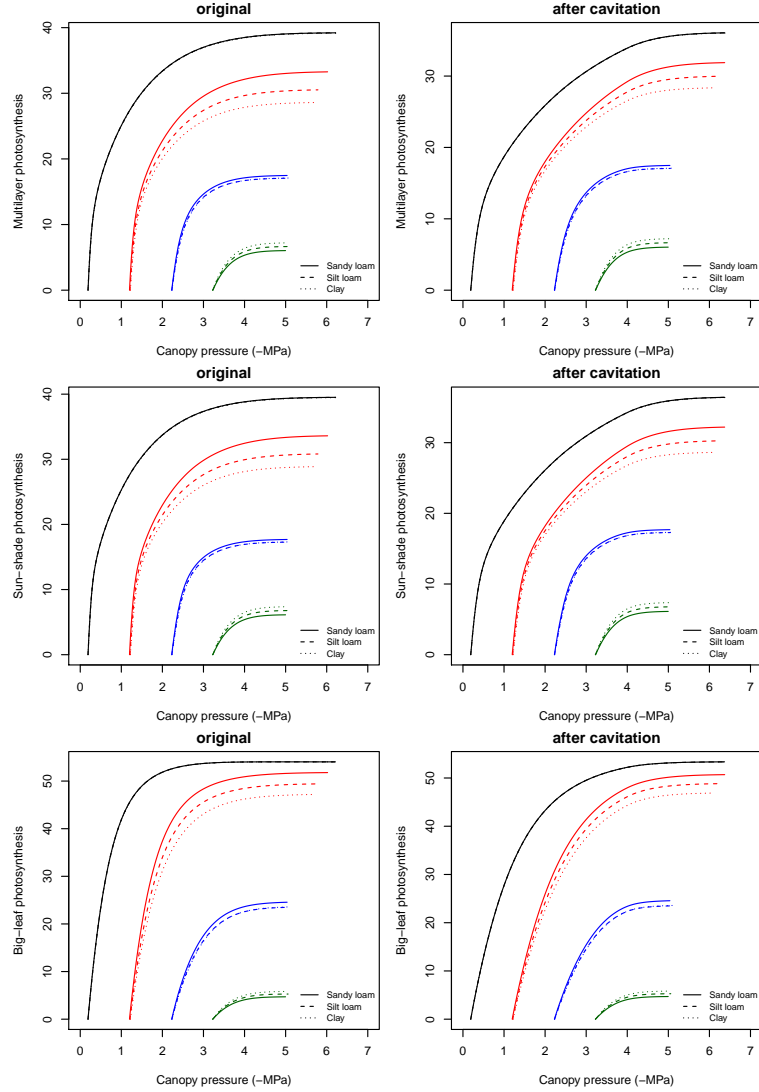 original
Multilayer photosynthesis
40
30
20
10
0
0 1 2 3 4 5 6 7
Canopy pressure (−MPa)
Sandy loam
Silt loam
Clay
after cavitation
Multilayer photosynthesis
30
20
10
0
0 1 2 3 4 5 6 7
Canopy pressure (−MPa)
Sandy loam
Silt loam
Clay
original
Sun−shade photosynthesis
40
30
20
10
0
0 1 2 3 4 5 6 7
Canopy pressure (−MPa)
Sandy loam
Silt loam
Clay
after cavitation
Sun−shade photosynthesis
30
20
10
0
0 1 2 3 4 5 6 7
Canopy pressure (−MPa)
Sandy loam
Silt loam
Clay
original
Big−leaf photosynthesis
50
40
30
20
10
0
0 1 2 3 4 5 6 7
Canopy pressure (−MPa)
Sandy loam
Silt loam
Clay
after cavitation
Big−leaf photosynthesis
50
40
30
20
10
0
0 1 2 3 4 5 6 7
Canopy pressure (−MPa)
Sandy loam
Silt loam
Clay